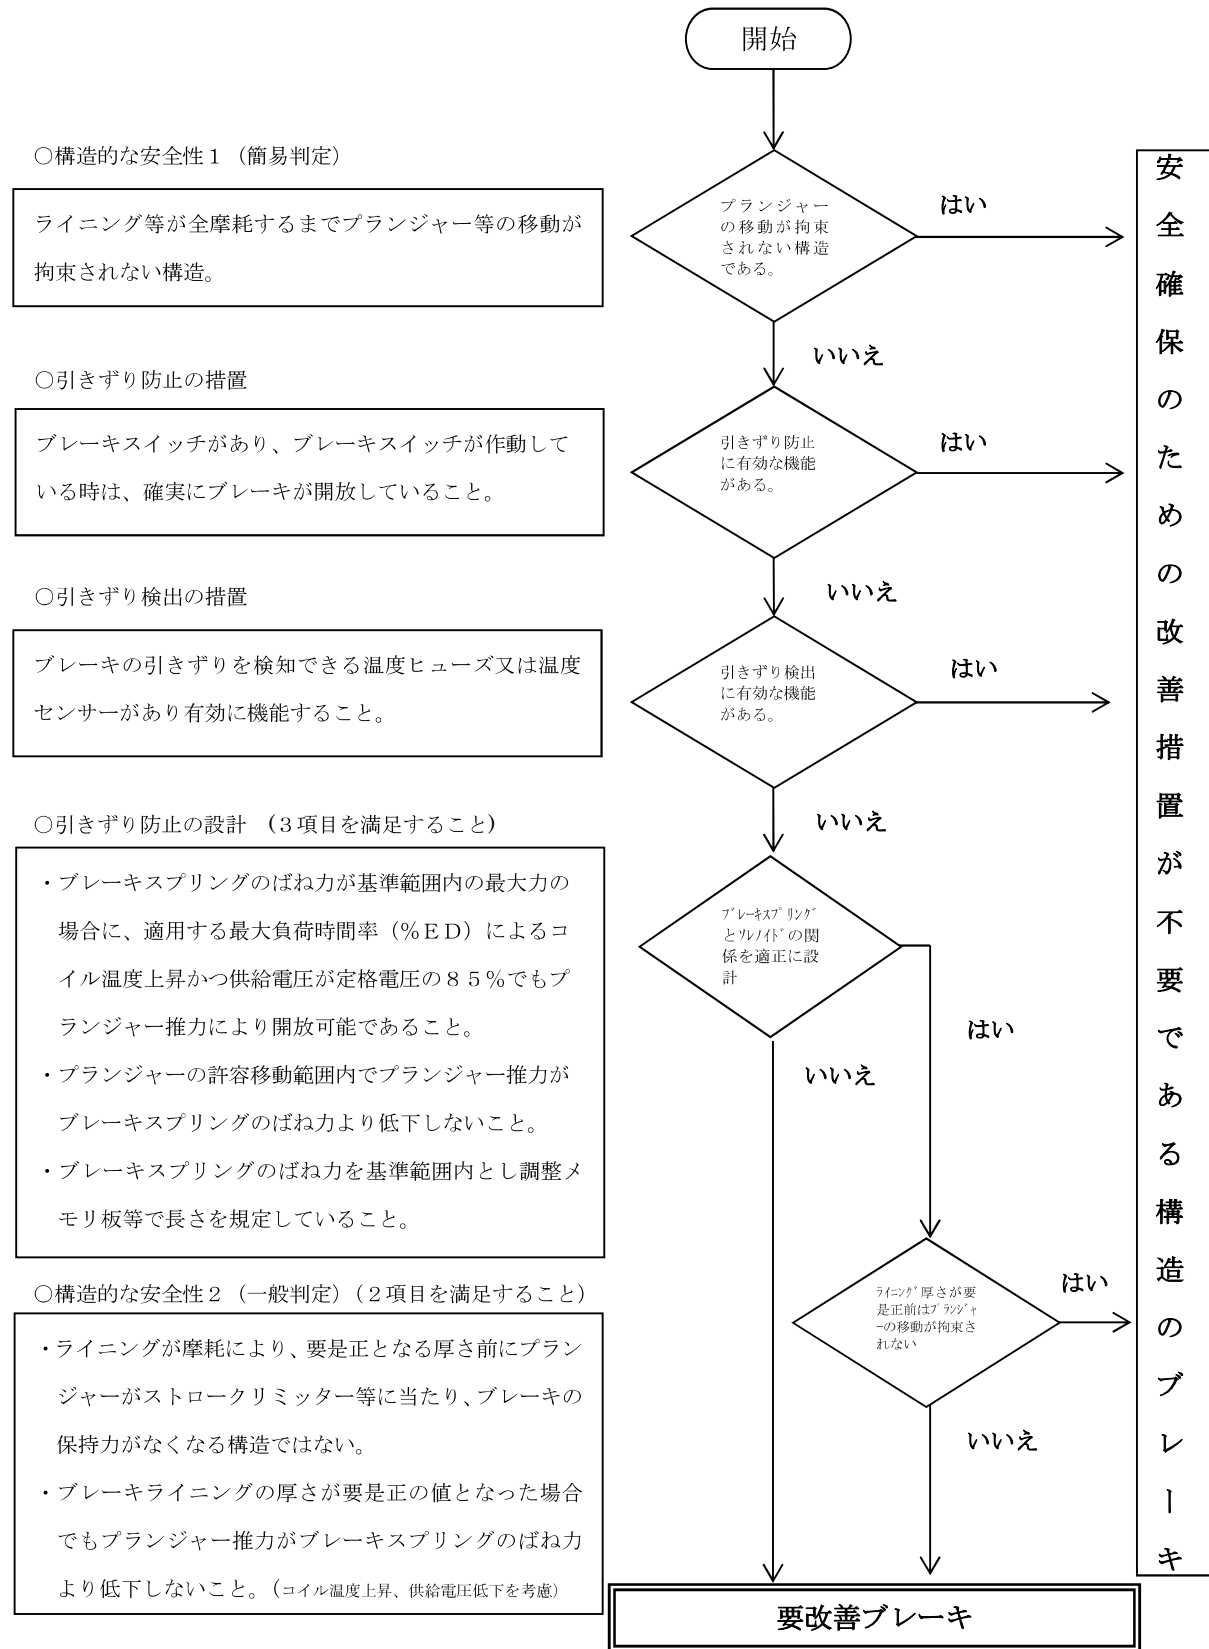 開始
○構造的な安全性１（簡易判定）
ライニング等が全摩耗するまでプランジャー等の移動が
拘束されない構造。
プランジャー
の移動が拘束
されない構造
である。
はい
いいえ
○引きずり防止の措置
ブレーキスイッチがあり、ブレーキスイッチが作動して
いる時は、確実にブレーキが開放していること。
引きずり防止
に有効な機能
がある。
はい
いいえ
○引きずり検出の措置
ブレーキの引きずりを検知できる温度ヒューズ又は温度
センサーがあり有効に機能すること。
引きずり検出
に有効な機能
がある。
はい
いいえ
○引きずり防止の設計　(３項目を満足すること)
・ブレーキスプリングのばね力が基準範囲内の最大力の
場合に、適用する最大負荷時間率（％ＥＤ）によるコ
イル温度上昇かつ供給電圧が定格電圧の８５％でもプ
ランジャー推力により開放可能であること。
・プランジャーの許容移動範囲内でプランジャー推力が
ブレーキスプリングのばね力より低下しないこと。
・ブレーキスプリングのばね力を基準範囲内とし調整メ
モリ板等で長さを規定していること。
ﾌﾞﾚｰｷｽﾌﾟﾘﾝｸﾞ
とｿﾚﾉｲﾄﾞの関
係を適正に設
計
はい
いいえ
○構造的な安全性２（一般判定）（２項目を満足すること）
・ライニングが摩耗により、要是正となる厚さ前にプラン
ジャーがストロークリミッター等に当たり、ブレーキの
保持力がなくなる構造ではない。
・ブレーキライニングの厚さが要是正の値となった場合
でもプランジャー推力がブレーキスプリングのばね力
より低下しないこと。（コイル温度上昇、供給電圧低下を考慮）
ﾗｲﾆﾝｸﾞ厚さが要
是正前はﾌﾟﾗﾝｼﾞｬ
ｰの移動が拘束さ
れない
はい
いいえ
要改善ブレーキ
安全確保のための改善措置が不要である構造のブレーキ